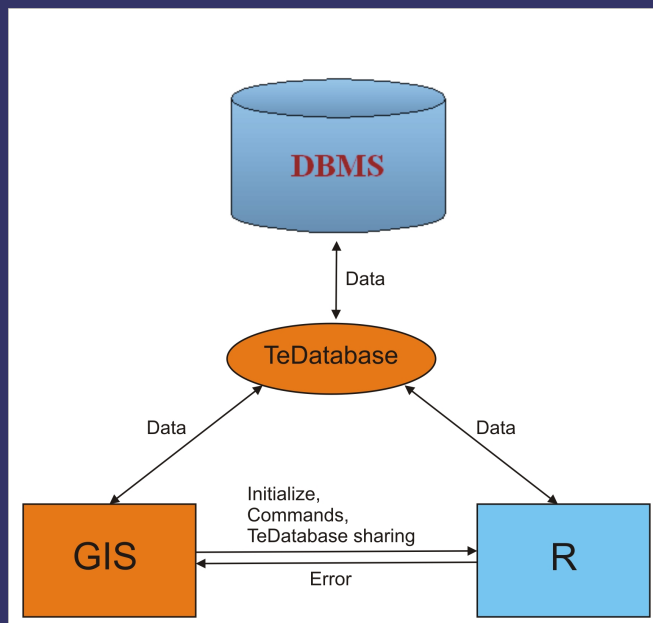 DBMS
Data
TeDatabase
Data
Data
Initialize,
Commands,
TeDatabase sharing
GIS
R
Error